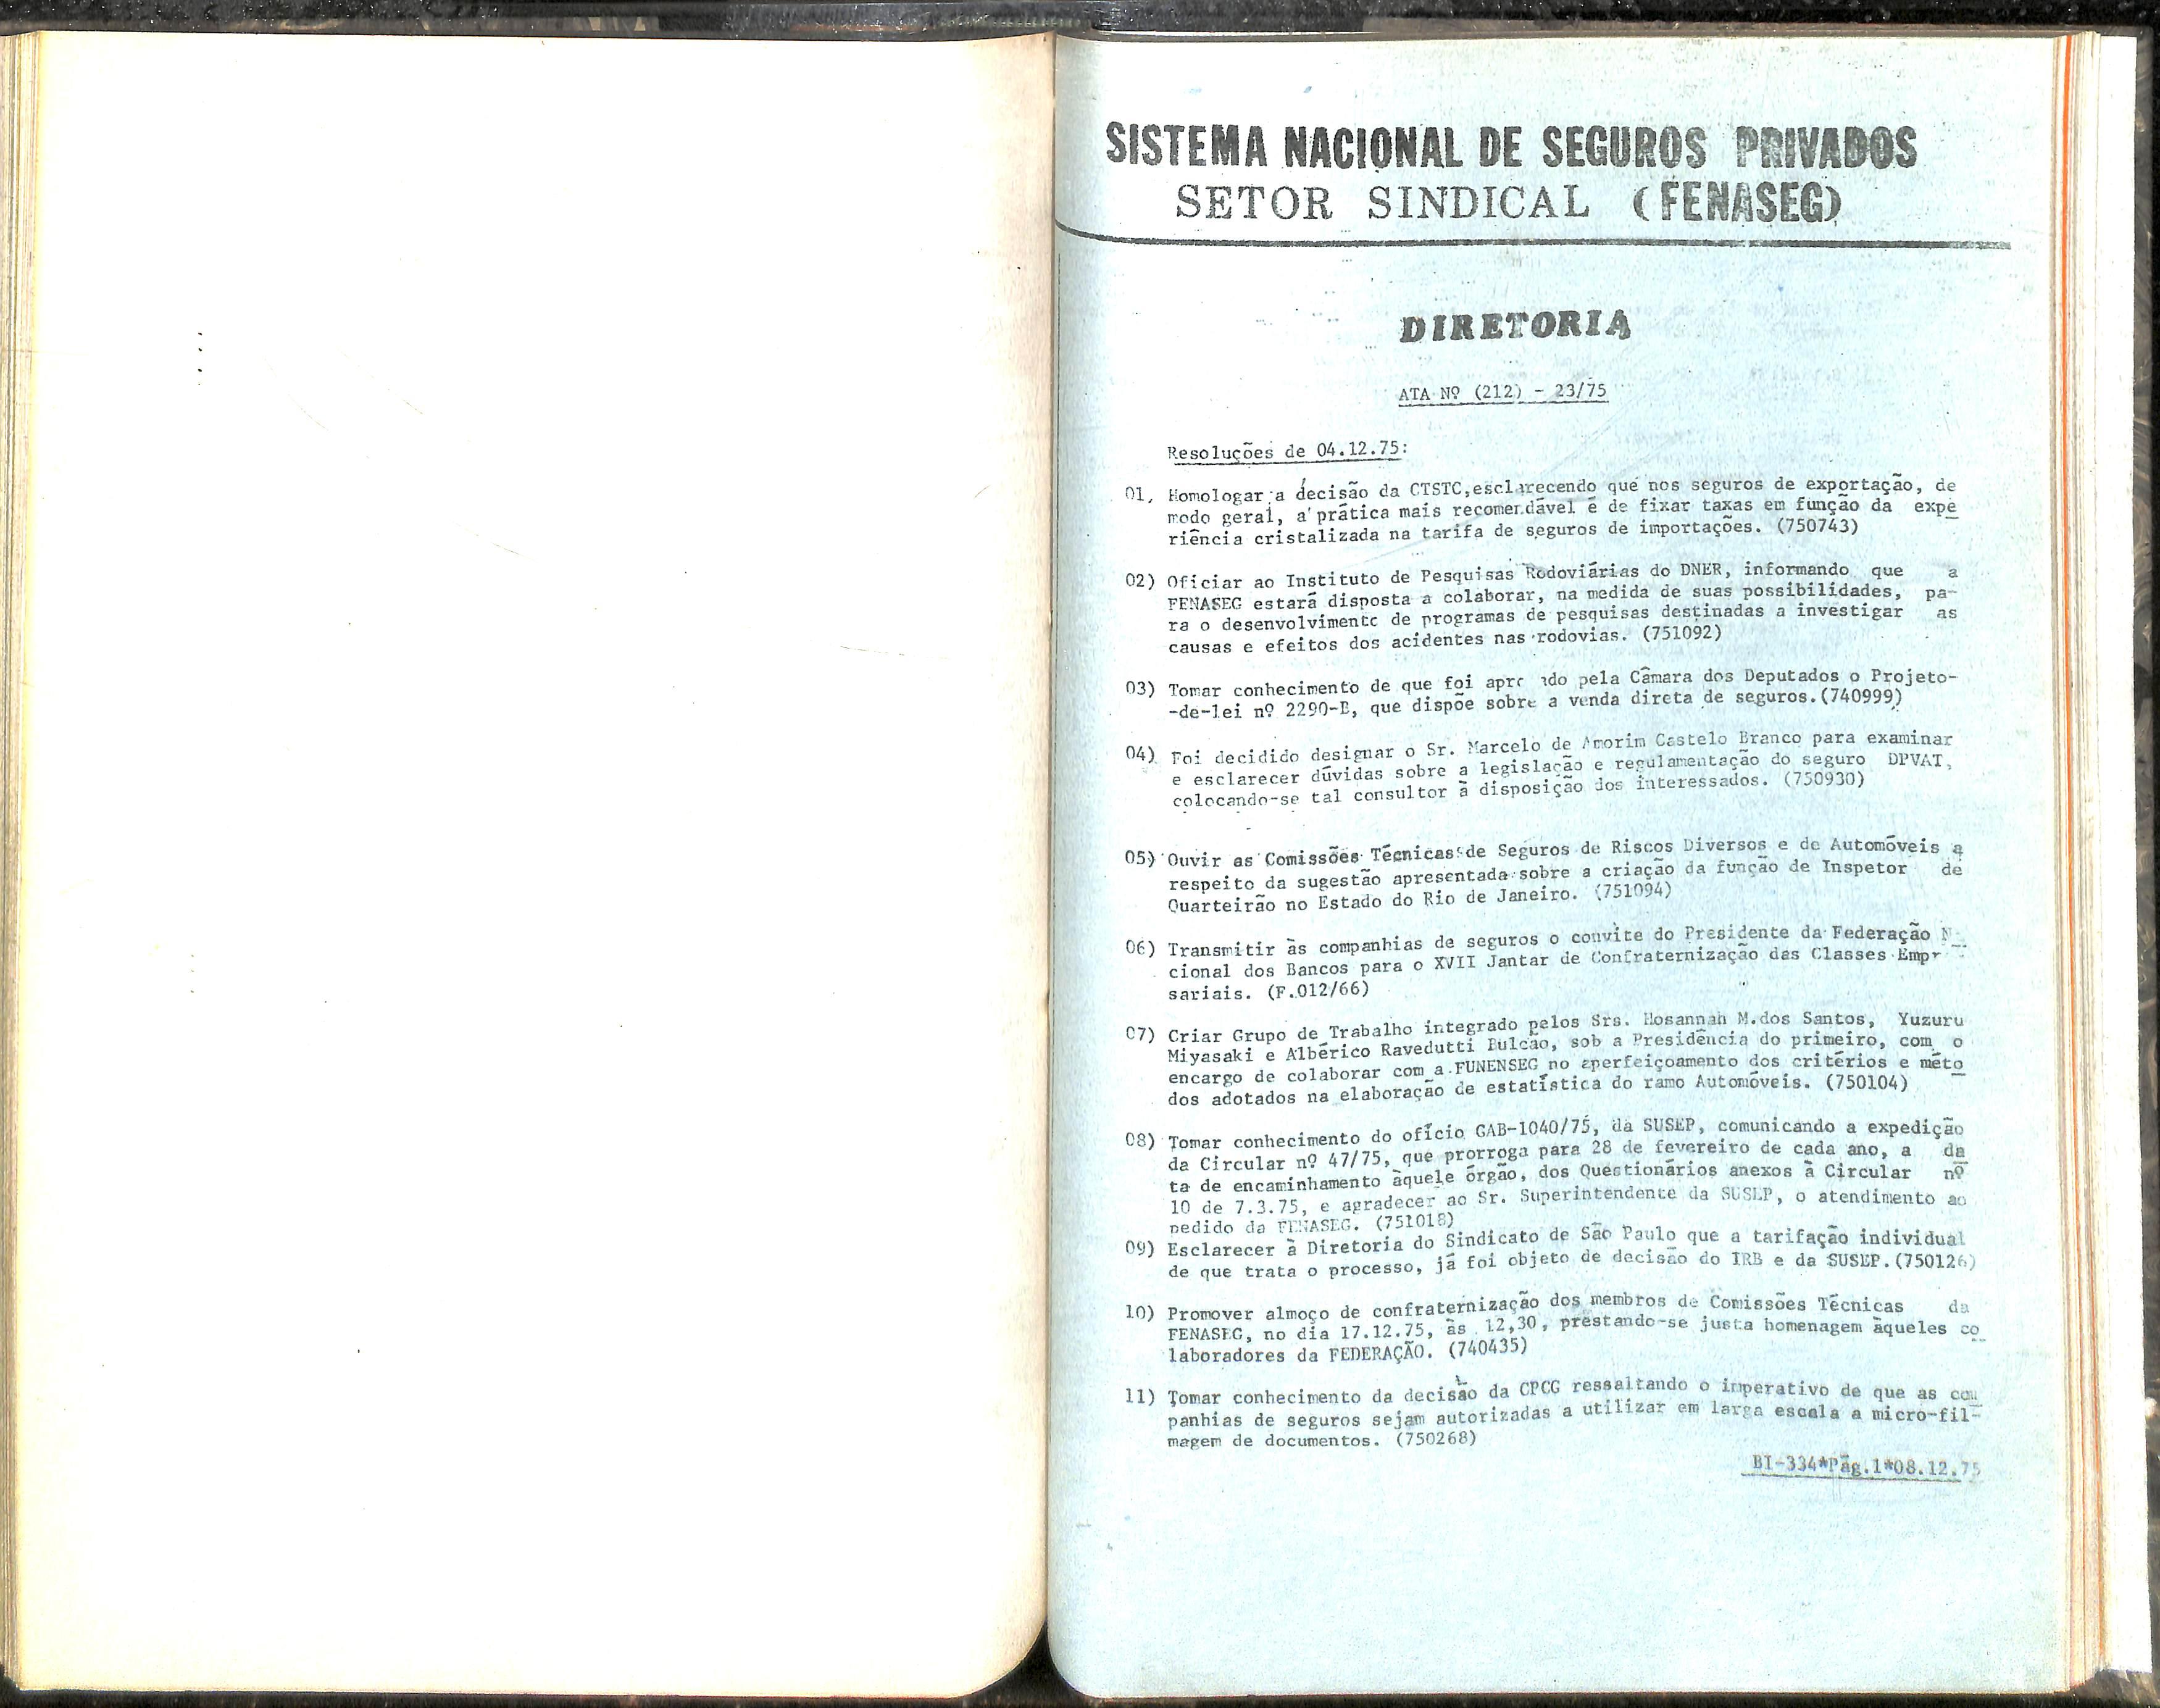 SISTEMA NACIONAL DE SEGUROS PRIVADOS
SETOR SINDICAL (FENASEG)
DIRETORIA
ATA Nº (212) - 23/75
Resoluções de 04.12.75:
01, Homologar a decisão da CTSTC,esclarecendo que nos seguros de exportação, de
modo geral, a prática mais recomendável é de fixar taxas em função da expe
riência cristalizada na tarifa de seguros de importações. (750743)
02) Oficiar ao Instituto de Pesquisas Rodoviárias do DNER, informando que a
FENASEG estará disposta a colaborar, na medida de suas possibilidades, pa-
ra o desenvolvimento de programas de pesquisas destinadas a investigar as
causas e efeitos dos acidentes nas rodovias. (751092)
03) Tomar conhecimento de que foi pela Câmara dos Deputados o Projeto-
-de-lei nº 2290-B, que dispõe sobre a venda direta de seguros.(740999)
04) Foi decidido designar o Sr. Marcelo de Amorim Castelo Branco para examinar
e esclarecer dúvidas sobre a legislação e regulamentação do seguro DPVAT,
colocando-se tal consultor à disposição dos interessados. (750930)
05) Ouvir as Comissões Técnicas de Seguros de Riscos Diversos e de Automóveis a
respeito da sugestão apresentada sobre a criação da função de Inspetor de
Quarteirão no Estado do Rio de Janeiro. (751094)
06) Transmitir às companhias de seguros o convite do Presidente da Federação
cional dos Bancos para o XVII Jantar de Confraternização das Classes
sariais. (F.012/66)
07) Criar Grupo de Trabalho integrado pelos Srs. Hosannah M.dos Santos, Yuzuru
Miyasaki e Albérico Ravedutti Bulcão, sob a Presidência do primeiro, com o
encargo de colaborar com a FUNENSEG no aperfeiçoamento dos critérios e méto
dos adotados na elaboração de estatística do ramo Automóveis. (750104)
08) Tomar conhecimento do ofício GAB-1040/75, da SUSEP, comunicando a expedição
da Circular nº 47/75, que prorroga para 28 de fevereiro de cada ano, a da
ta de encaminhamento àquele órgão, dos Questionários anexos à Circular nº
10 de 7.3.75, e agradecer ao Sr. Superintendente da SUSEP, o atendimento ao
pedido da FENASEG. (751018)
09) Esclarecer à Diretoria do Sindicato de São Paulo que a tarifação individual
de que trata o processo, já foi objeto de decisão do IRB e da SUSEP.(750126)
10) Promover almoço de confraternização dos membros de Comissões Técnicas da
FENASEG, no dia 17.12.75, às 12,30, prestando-se justa homenagem àqueles co
laboradores da FEDERAÇÃO. (740435)
11) Tomar conhecimento da decisão da CPCG ressaltando o imperativo de que as com
panhias de seguros sejam autorizadas a utilizar em larga escala a micro-fil-
magem de documentos. (750268)
BI-334*Pág.1*08.12.75